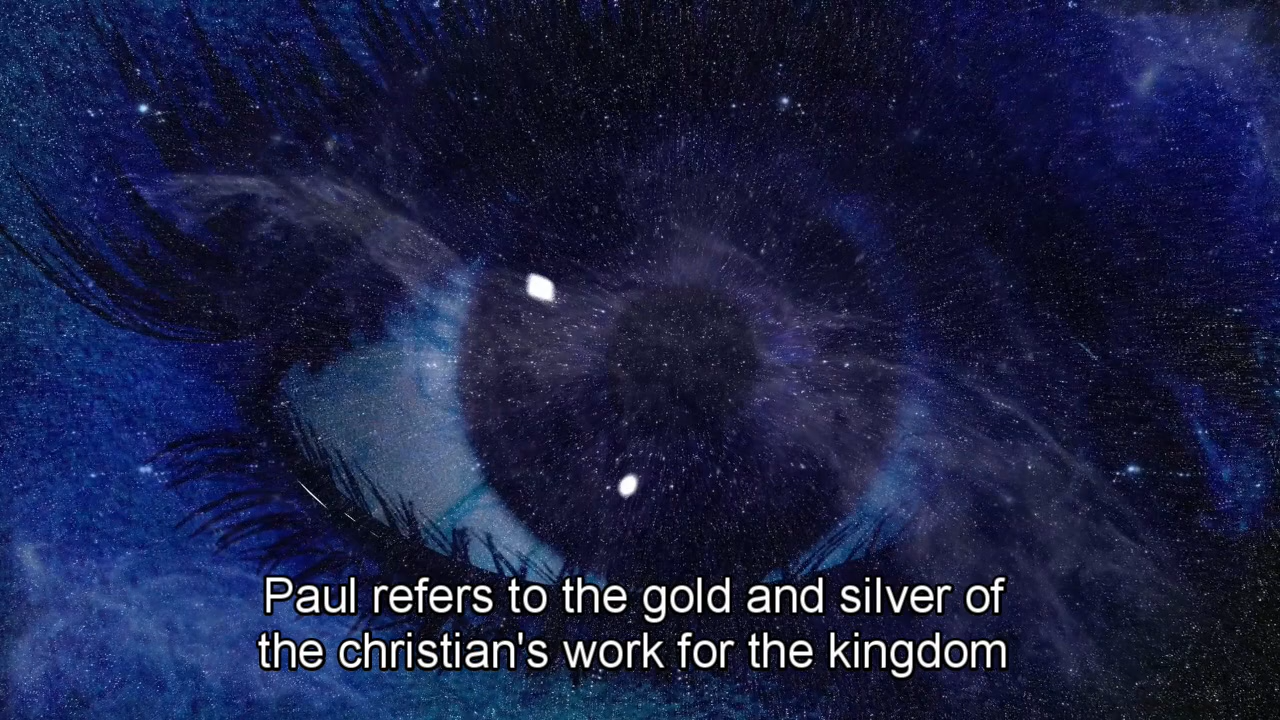 Paul refers to the gold and silver of
the christian's work for the kingdom